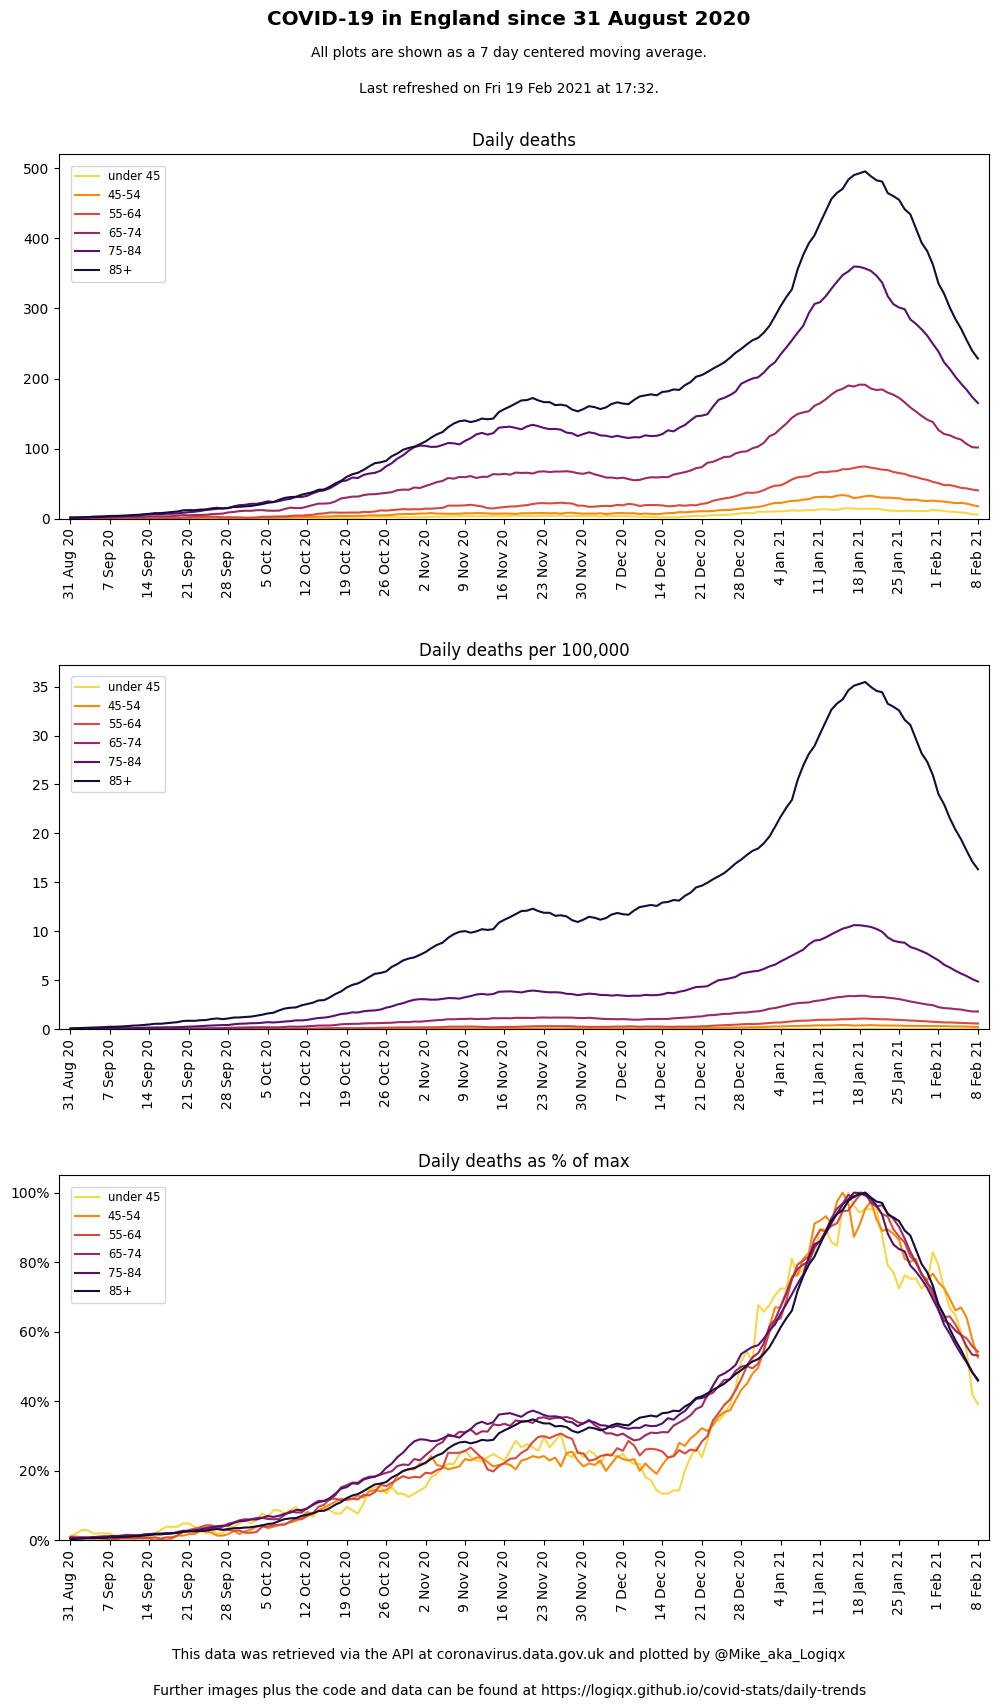 COVID-19 in England since 31 August 2020
All plots are shown as a 7 day centered moving average.
Last refreshed on Fri 19 Feb 2021 at 17:32.
Daily deaths
500
400
300
200
100
0
under 45
45-54
55-64
65-74
75-84
85+
31 Aug 20
7 Sep 20
14 Sep 20
21 Sep 20
28 Sep 20
5 Oct 20
12 Oct 20
19 Oct 20
26 Oct 20
2 Nov 20
9 Nov 20
16 Nov 20
23 Nov 20
30 Nov 20
7 Dec 20
14 Dec 20
21 Dec 20
28 Dec 20
4 Jan 21
11 Jan 21
18 Jan 21
25 Jan 21
1 Feb 21
8 Feb 21
Daily deaths per 100,000
35
30
25
20
15
10
5
0
under 45
45-54
55-64
65-74
75-84
85+
31 Aug 20
7 Sep 20
14 Sep 20
21 Sep 20
28 Sep 20
5 Oct 20
12 Oct 20
19 Oct 20
26 Oct 20
2 Nov 20
9 Nov 20
16 Nov 20
23 Nov 20
30 Nov 20
7 Dec 20
14 Dec 20
21 Dec 20
28 Dec 20
4 Jan 21
11 Jan 21
18 Jan 21
25 Jan 21
1 Feb 21
8 Feb 21
Daily deaths as % of max
100%
80%
60%
40%
20%
0%
under 45
45-54
55-64
65-74
75-84
85+
31 Aug 20
7 Sep 20
14 Sep 20
21 Sep 20
28 Sep 20
5 Oct 20
12 Oct 20
19 Oct 20
26 Oct 20
2 Nov 20
9 Nov 20
16 Nov 20
23 Nov 20
30 Nov 20
7 Dec 20
14 Dec 20
21 Dec 20
28 Dec 20
4 Jan 21
11 Jan 21
18 Jan 21
25 Jan 21
1 Feb 21
8 Feb 21
This data was retrieved via the API at coronavirus.data.gov.uk and plotted by @Mike_aka_Logiqx
Further images plus the code and data can be found at https://logiqx.github.io/covid-stats/daily-trends